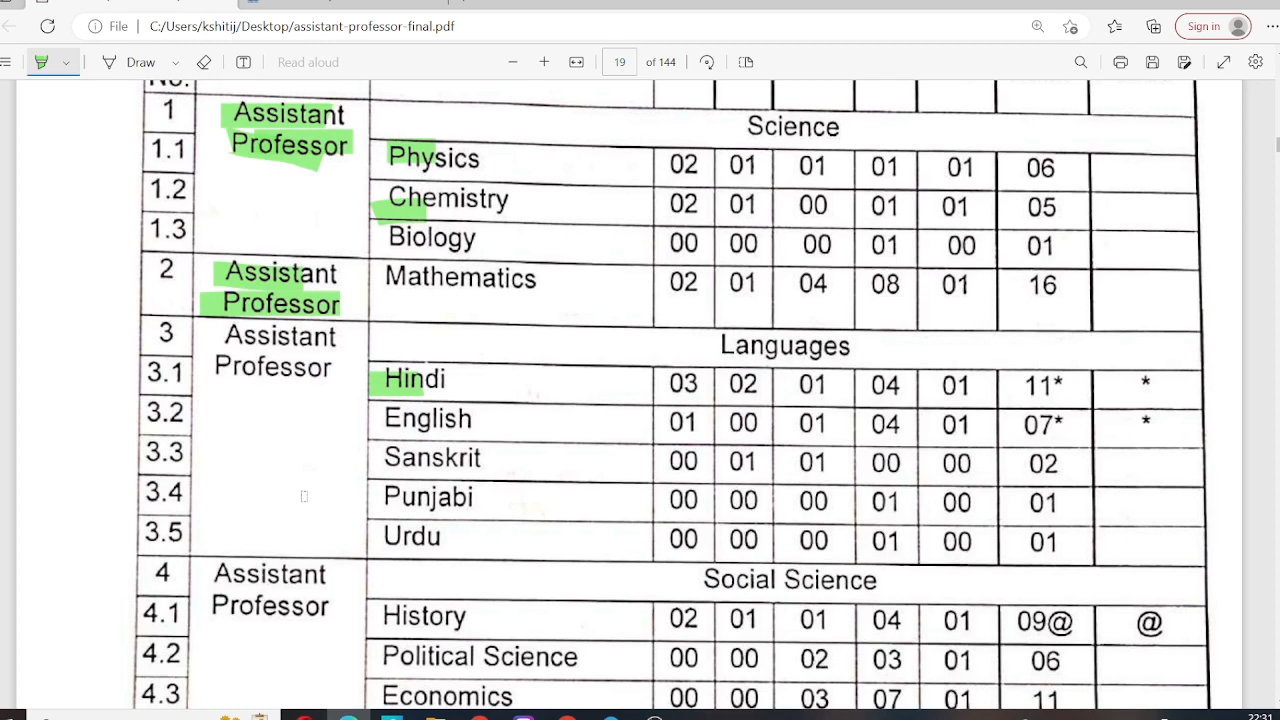 File C:/Users/kshitij/Desktop/assistant-professor-final.pdf Sign in
Draw Read aloud 19 of 144
No.
1 Assistant Professor Science
1.1 Physics 02 01 01 01 01 06
1.2 Chemistry 02 01 00 01 01 05
1.3 Biology 00 00 00 01 00 01
2 Assistant Professor Mathematics 02 01 04 08 01 16
3 Assistant Professor Languages
3.1 Hindi 03 02 01 04 01 11* *
3.2 English 01 00 01 04 01 07* *
3.3 Sanskrit 00 01 01 00 00 02
3.4 Punjabi 00 00 00 01 00 01
3.5 Urdu 00 00 00 01 00 01
4 Assistant Professor Social Science
4.1 History 02 01 01 04 01 09@ @
4.2 Political Science 00 00 02 03 01 06
4.3 Economics 00 00 03 07 01 11
22:31